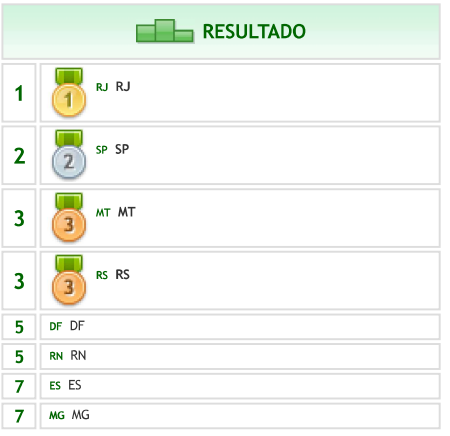 RESULTADO
1 1 RJ RJ
2 2 SP SP
3 3 MT MT
3 3 RS RS
5 DF DF
5 RN RN
7 ES ES
7 MG MG